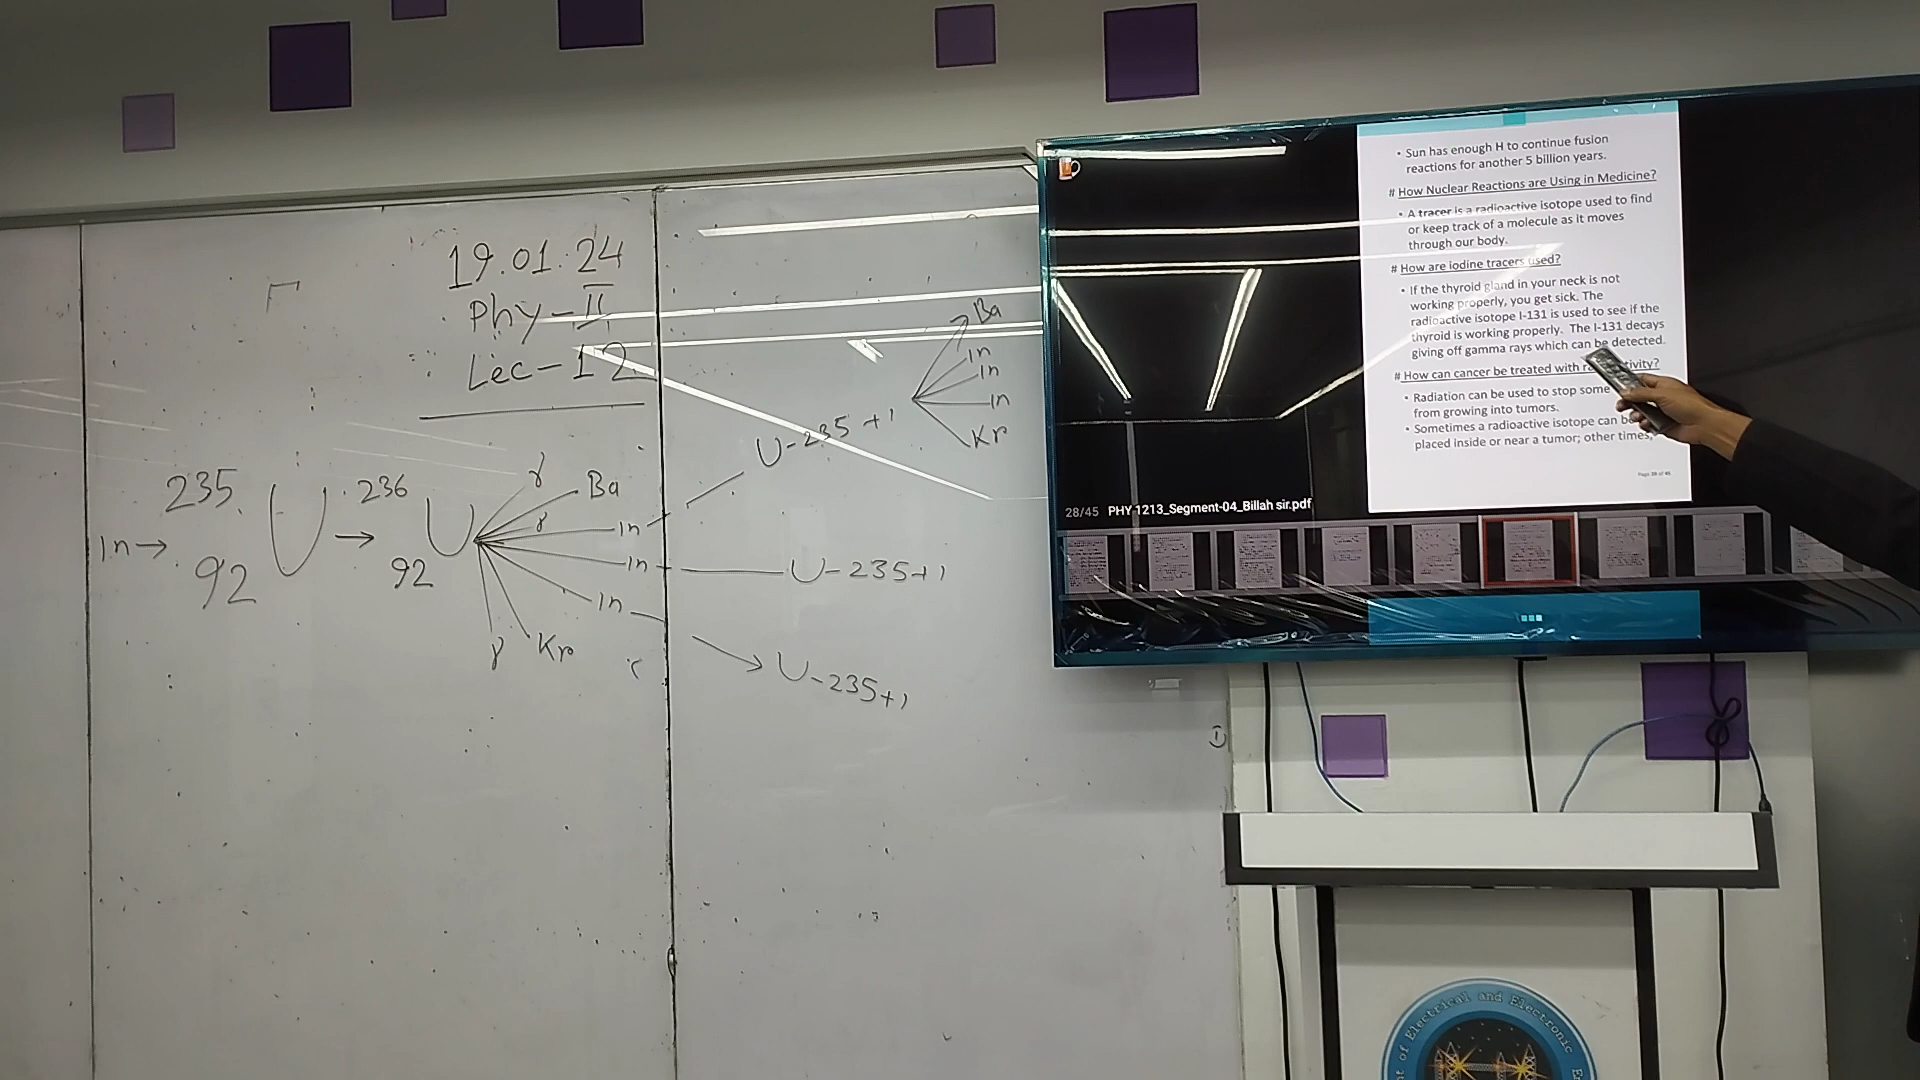 19.01.24
Phy-II
Lec-12
1n→ 235 92 U → 236 92 U
γ
Ba
γ
1n
1n
1n
Kr
γ
U-235+1
U-235+1
U-235+1
Ba
1n
1n
1n
Kr
• Sun has enough H to continue fusion
reactions for another 5 billion years.
# How Nuclear Reactions are Using in Medicine?
• A tracer is a radioactive isotope used to find
or keep track of a molecule as it moves
through our body.
# How are iodine tracers used?
• If the thyroid gland in your neck is not
working properly, you get sick. The
radioactive isotope I-131 is used to see if the
thyroid is working properly. The I-131 decays
giving off gamma rays which can be detected.
# How can cancer be treated with
• Radiation can be used to stop some
from growing into tumors.
• Sometimes a radioactive isotope can be
placed inside or near a tumor; other times,
28/45 PHY 1213_Segment-04_Billah sir.pdf
of Electrical and Electronic